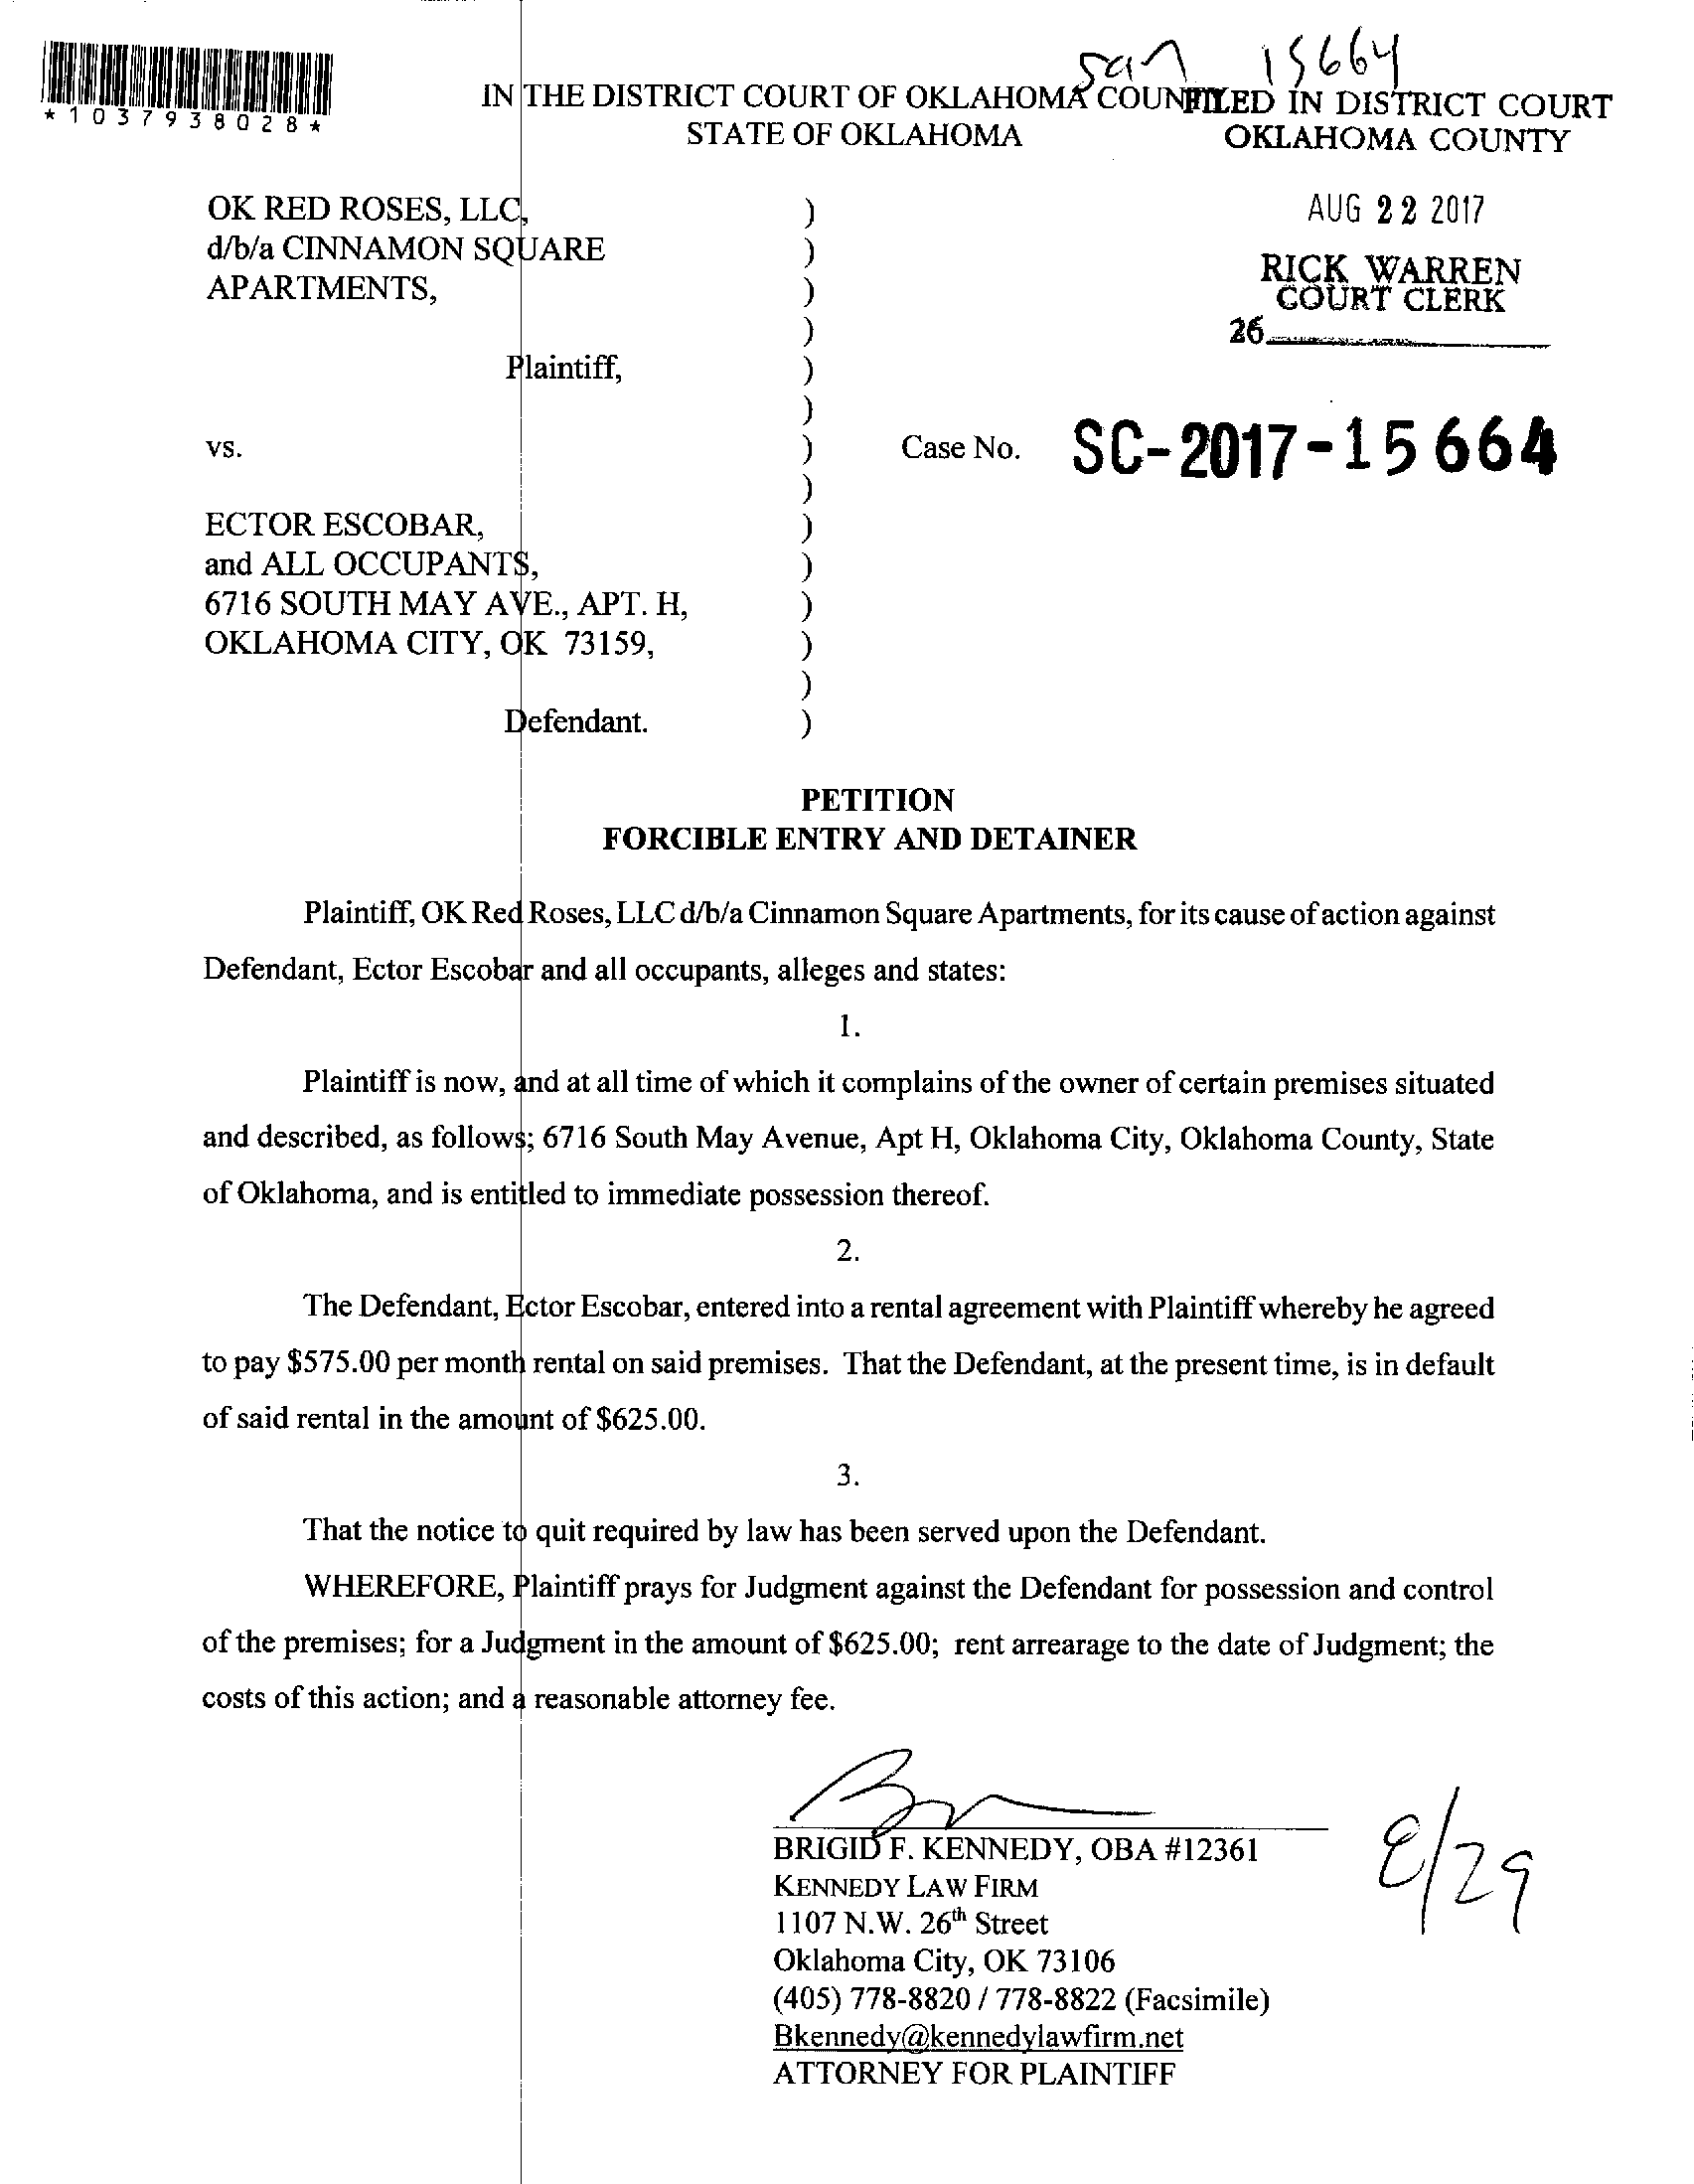 san 15664
*1037938028*
IN THE DISTRICT COURT OF OKLAHOMA COUN
STATE OF OKLAHOMA
FILED IN DISTRICT COURT
OKLAHOMA COUNTY
AUG 22 2017
RICK WARREN
COURT CLERK
26
OK RED ROSES, LLC, )
d/b/a CINNAMON SQUARE )
APARTMENTS, )
)
Plaintiff, )
)
vs. ) Case No. SC-2017-15664
)
ECTOR ESCOBAR, )
and ALL OCCUPANTS, )
6716 SOUTH MAY AVE., APT. H, )
OKLAHOMA CITY, OK 73159, )
)
Defendant. )
PETITION
FORCIBLE ENTRY AND DETAINER
Plaintiff, OK Red Roses, LLC d/b/a Cinnamon Square Apartments, for its cause of action against
Defendant, Ector Escobar and all occupants, alleges and states:
1.
Plaintiff is now, and at all time of which it complains of the owner of certain premises situated
and described, as follows; 6716 South May Avenue, Apt H, Oklahoma City, Oklahoma County, State
of Oklahoma, and is entitled to immediate possession thereof.
2.
The Defendant, Ector Escobar, entered into a rental agreement with Plaintiff whereby he agreed
to pay $575.00 per month rental on said premises. That the Defendant, at the present time, is in default
of said rental in the amount of $625.00.
3.
That the notice to quit required by law has been served upon the Defendant.
WHEREFORE, Plaintiff prays for Judgment against the Defendant for possession and control
of the premises; for a Judgment in the amount of $625.00; rent arrearage to the date of Judgment; the
costs of this action; and a reasonable attorney fee.
BRIGID F. KENNEDY, OBA #12361
KENNEDY LAW FIRM
1107 N.W. 26th Street
Oklahoma City, OK 73106
(405) 778-8820 / 778-8822 (Facsimile)
Bkennedy@kennedylawfirm.net
ATTORNEY FOR PLAINTIFF
8/29